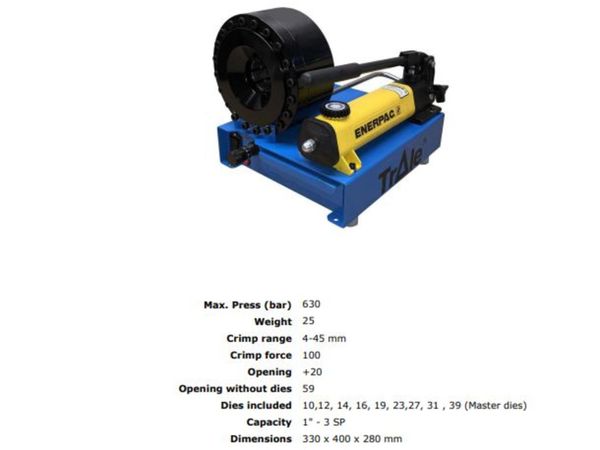 ENERPAC
TrAle
Max. Press (bar) 630
Weight 25
Crimp range 4-45 mm
Crimp force 100
Opening +20
Opening without dies 59
Dies included 10,12, 14, 16, 19, 23,27, 31 , 39 (Master dies)
Capacity 1" - 3 SP
Dimensions 330 x 400 x 280 mm